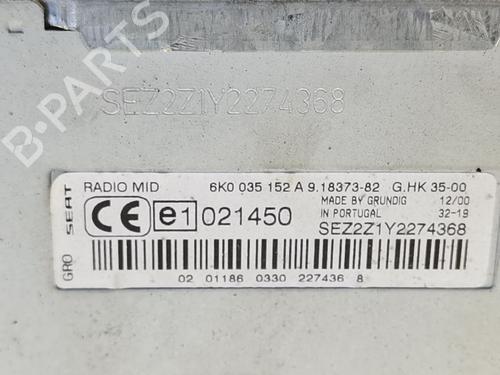 B-PARTS
SEZ2Z1Y2274368
SEAT
GRO
RADIO MID
6K0 035 152 A 9.18373-82 G.HK 35-00
CE e1 021450
MADE BY GRUNDIG 12/00
IN PORTUGAL 32-19
SEZ2Z1Y2274368
02 01186 0330 227436 8